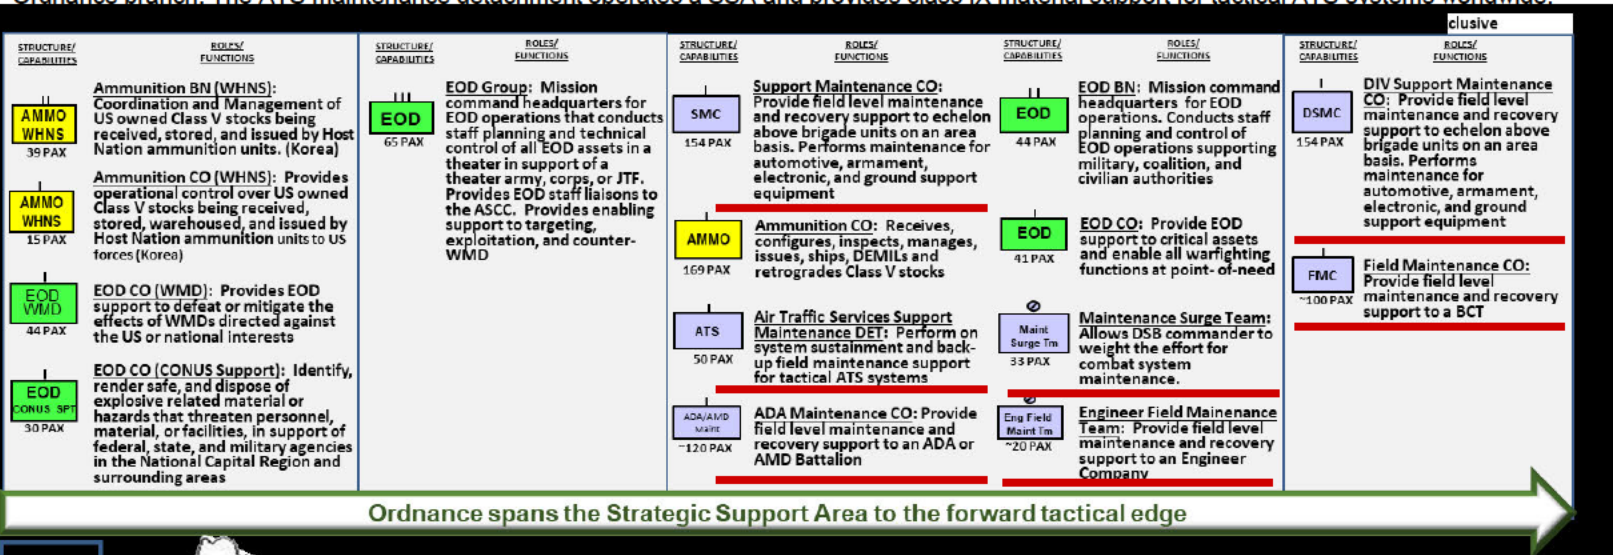 Ordnance branch. The ATS maintenance detachment operates a SSA and provides class IX material support for tactical ATS systems worldwide.
clusive
STRUCTURE/
CAPABILITIES
ROLES/
FUNCTIONS
AMMO
WHNS
39 PAX
Ammunition BN (WHNS):
Coordination and Management of
US owned Class V stocks being
received, stored, and issued by Host
Nation ammunition units. (Korea)
AMMO
WHNS
15 PAX
Ammunition CO (WHNS): Provides
operational control over US owned
Class V stocks being received,
stored, warehoused, and issued by
Host Nation ammunition units to US
forces (Korea)
EOD
WMD
44 PAX
EOD CO (WMD): Provides EOD
support to defeat or mitigate the
effects of WMDs directed against
the US or national interests
EOD
CONUS SPT
30 PAX
EOD CO (CONUS Support): Identify,
render safe, and dispose of
explosive related material or
hazards that threaten personnel,
material, or facilities, in support of
federal, state, and military agencies
in the National Capital Region and
surrounding areas
STRUCTURE/
CAPABILITIES
ROLES/
FUNCTIONS
EOD
65 PAX
EOD Group: Mission
command headquarters for
EOD operations that conducts
staff planning and technical
control of all EOD assets in a
theater in support of a
theater army, corps, or JTF.
Provides EOD staff liaisons to
the ASCC. Provides enabling
support to targeting,
exploitation, and counter-
WMD
STRUCTURE/
CAPABILITIES
ROLES/
FUNCTIONS
SMC
154 PAX
Support Maintenance CO:
Provide field level maintenance
and recovery support to echelon
above brigade units on an area
basis. Performs maintenance for
automotive, armament,
electronic, and ground support
equipment
AMMO
169 PAX
Ammunition CO: Receives,
configures, inspects, manages,
issues, ships, DEMILs and
retrogrades Class V stocks
ATS
50 PAX
Air Traffic Services Support
Maintenance DET: Perform on
system sustainment and back-
up field maintenance support
for tactical ATS systems
ADA/AMD
Maint
~120 PAX
ADA Maintenance CO: Provide
field level maintenance and
recovery support to an ADA or
AMD Battalion
STRUCTURE/
CAPABILITIES
ROLES/
FUNCTIONS
EOD
44 PAX
EOD BN: Mission command
headquarters for EOD
operations. Conducts staff
planning and control of
EOD operations supporting
military, coalition, and
civilian authorities
EOD
41 PAX
EOD CO: Provide EOD
support to critical assets
and enable all warfighting
functions at point- of-need
Maint
Surge Tm
33 PAX
Maintenance Surge Team:
Allows DSB commander to
weight the effort for
combat system
maintenance.
Eng Field
Maint Tm
~20 PAX
Engineer Field Mainenance
Team: Provide field level
maintenance and recovery
support to an Engineer
Company
STRUCTURE/
CAPABILITIES
ROLES/
FUNCTIONS
DSMC
154 PAX
DIV Support Maintenance
CO: Provide field level
maintenance and recovery
support to echelon above
brigade units on an area
basis. Performs
maintenance for
automotive, armament,
electronic, and ground
support equipment
FMC
~100 PAX
Field Maintenance CO:
Provide field level
maintenance and recovery
support to a BCT
Ordnance spans the Strategic Support Area to the forward tactical edge